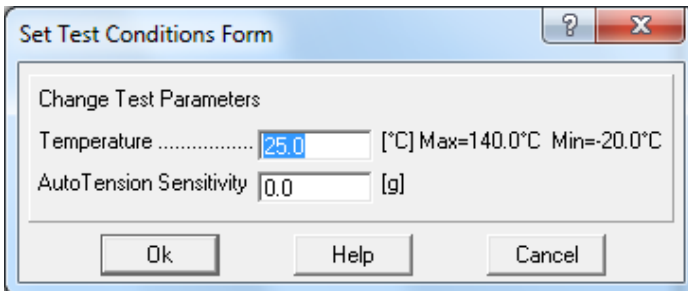 Set Test Conditions Form
?
Change Test Parameters
Temperature ................. 25.0 [°C] Max=140.0°C Min=-20.0°C
AutoTension Sensitivity 0.0 [g]
Ok Help Cancel